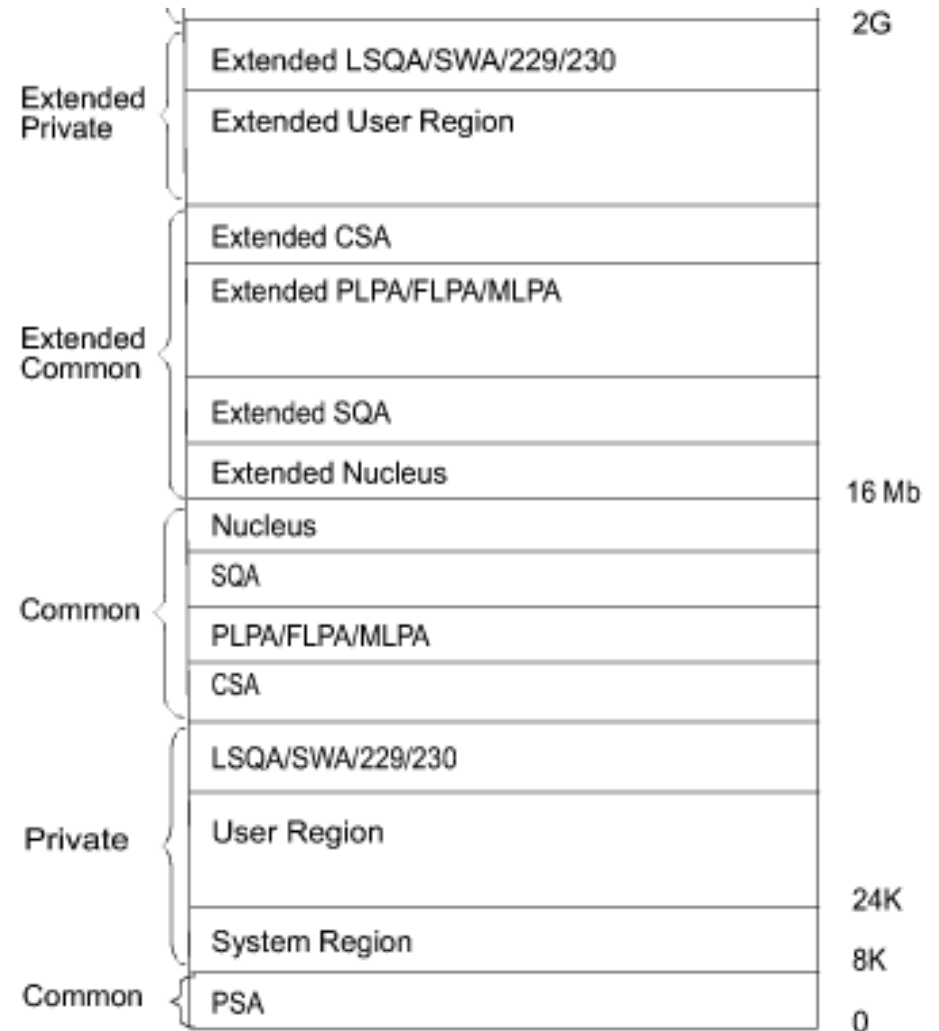 2G
Extended LSQA/SWA/229/230
Extended
Private
Extended User Region
Extended CSA
Extended PLPA/FLPA/MLPA
Extended
Common
Extended SQA
Extended Nucleus
16 Mb
Nucleus
SQA
Common
PLPA/FLPA/MLPA
CSA
LSQA/SWA/229/230
Private
User Region
24K
System Region
8K
Common
PSA
0